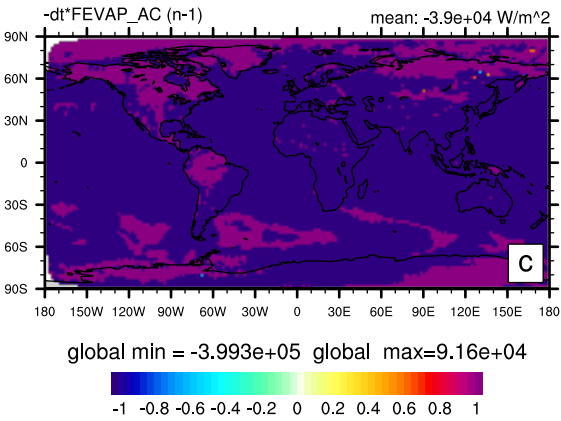 -dt*FEVAP_AC (n-1) mean: -3.9e+04 W/m^2
90N
60N
30N
0
30S
60S
90S
C
180 150W 120W 90W 60W 30W 0 30E 60E 90E 120E 150E 180
global min = -3.993e+05 global max=9.16e+04
-1 -0.8 -0.6 -0.4 -0.2 0 0.2 0.4 0.6 0.8 1